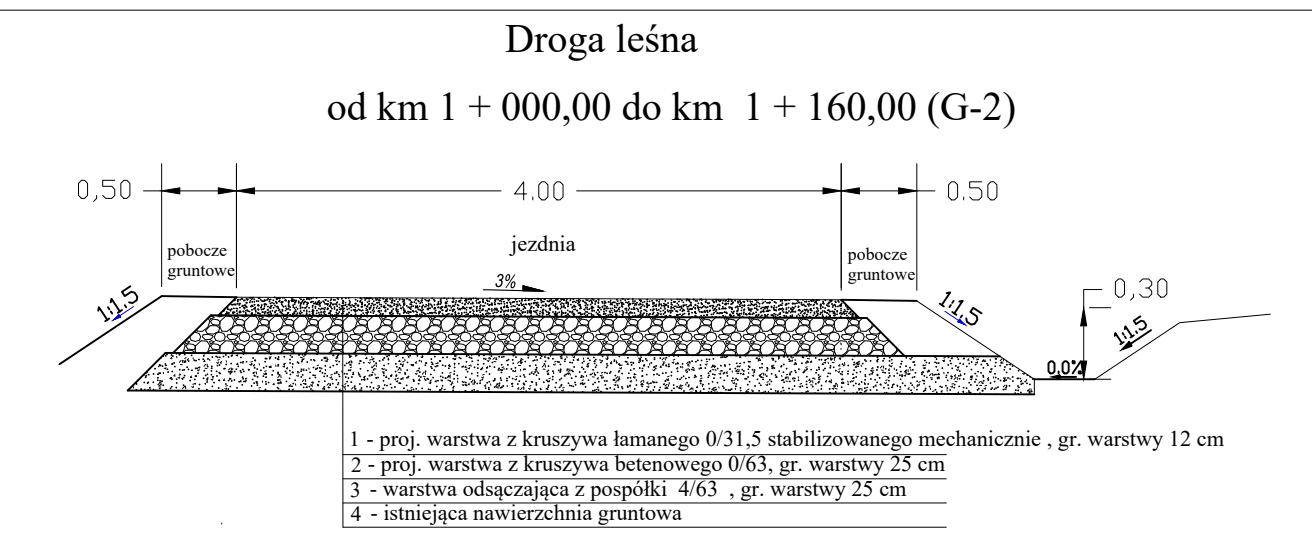 Droga leśna
od km 1 + 000,00 do km 1 + 160,00 (G-2)
0,50 4.00 0.50
pobocze
gruntowe
jezdnia
pobocze
gruntowe
3%
1:1.5
1:1.5
0,30
1:1.5
0.0%
1 - proj. warstwa z kruszywa łamanego 0/31,5 stabilizowanego mechanicznie , gr. warstwy 12 cm
2 - proj. warstwa z kruszywa betenowego 0/63, gr. warstwy 25 cm
3 - warstwa odsączająca z pospółki 4/63 , gr. warstwy 25 cm
4 - istniejąca nawierzchnia gruntowa